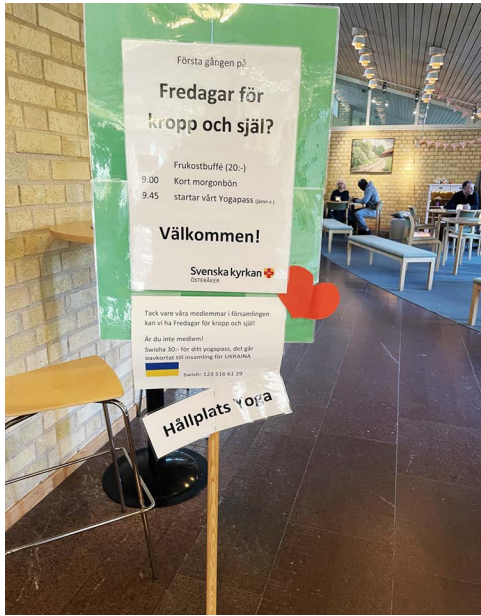 Första gången på
Fredagar för
kropp och själ?
Frukostbuffé (20:-)
9.00 Kort morgonbön
9.45 startar vårt Yogapass (jämn v.)
Välkommen!
Svenska kyrkan
ÖSTERÅKER
Tack vare våra medlemmar i församlingen
kan vi ha Fredagar för kropp och själ!
Är du inte medlem!
Swisha 30:- för ditt yogapass, det går
oavkortat till insamling för UKRAINA
Swish: 123 516 61 29
Hållplats Yoga